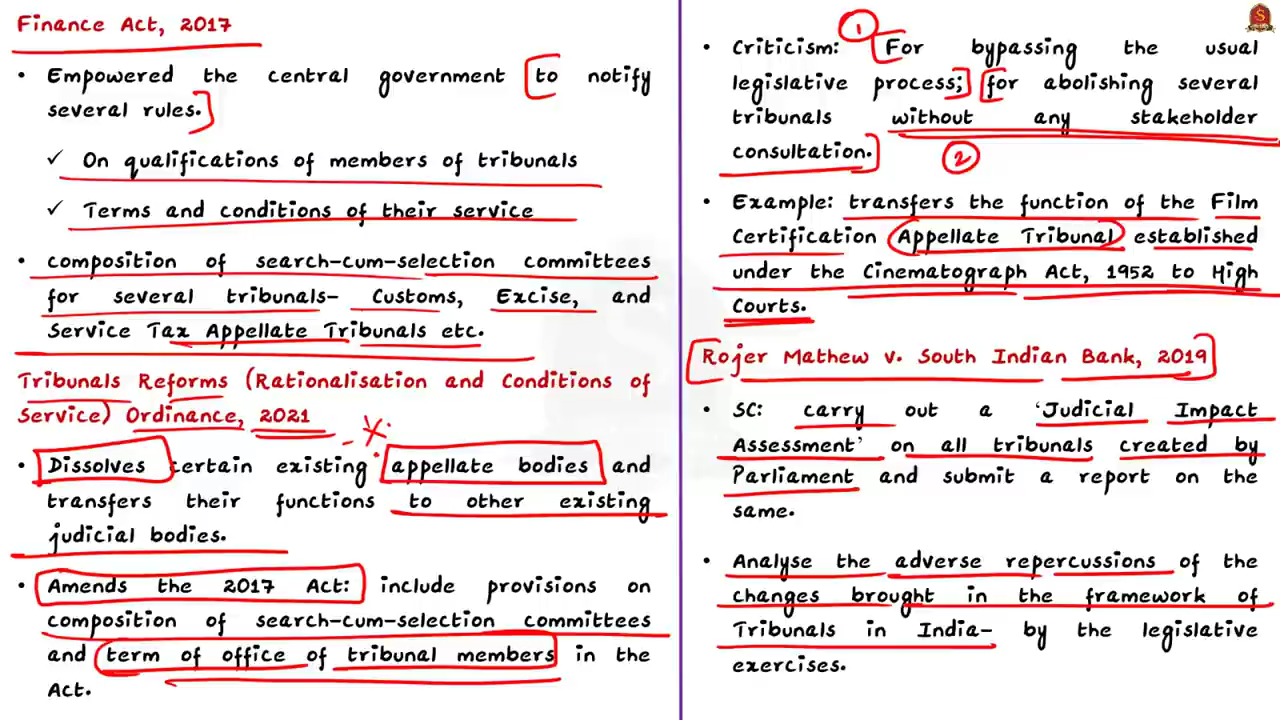 Finance Act, 2017
• Empowered the central government to notify
several rules.
✓ On qualifications of members of tribunals
✓ Terms and conditions of their service
• composition of search-cum-selection committees
for several tribunals- Customs, Excise, and
Service Tax Appellate Tribunals etc.
Tribunals Reforms (Rationalisation and Conditions of
Service) Ordinance, 2021
• Dissolves certain existing appellate bodies and
transfers their functions to other existing
judicial bodies.
• Amends the 2017 Act: include provisions on
composition of search-cum-selection committees
and term of office of tribunal members in the
Act.
1
• Criticism: For bypassing the usual
legislative process; for abolishing several
tribunals without any stakeholder
consultation.
2
• Example: transfers the function of the Film
Certification Appellate Tribunal established
under the Cinematograph Act, 1952 to High
Courts.
Rojer Mathew v. South Indian Bank, 2019
• SC: carry out a ‘Judicial Impact
Assessment’ on all tribunals created by
Parliament and submit a report on the
same.
• Analyse the adverse repercussions of the
changes brought in the framework of
Tribunals in India- by the legislative
exercises.